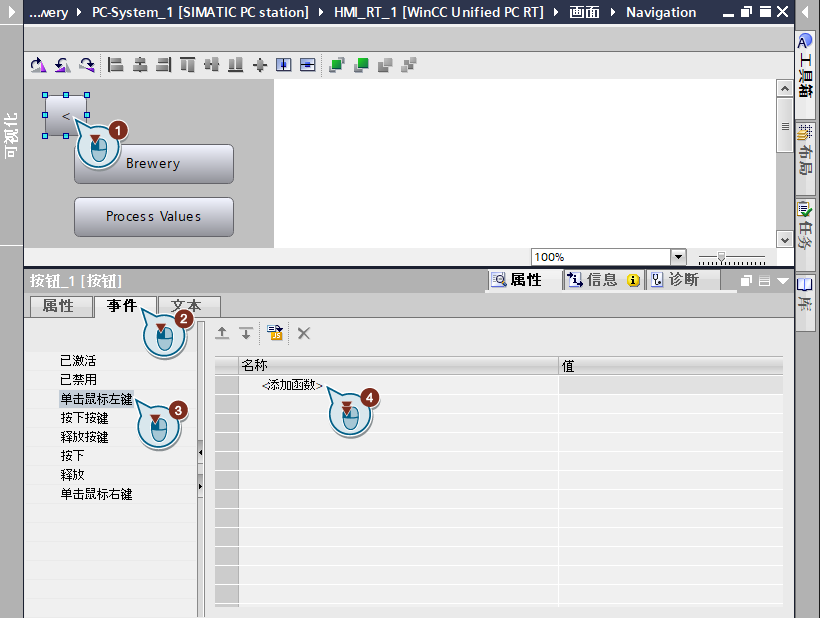 ...wery PC-System_1 [SIMATIC PC station] HMI_RT_1 [WinCC Unified PC RT] 画面 Navigation
工具箱
布局
任务
库
可视化
<
1
Brewery
Process Values
100%
按钮_1 [按钮]
属性 信息 诊断
属性 事件 文本
2
已激活
已禁用
单击鼠标左键
3
按下按键
释放按键
按下
释放
单击鼠标右键
名称 值
<添加函数>
4